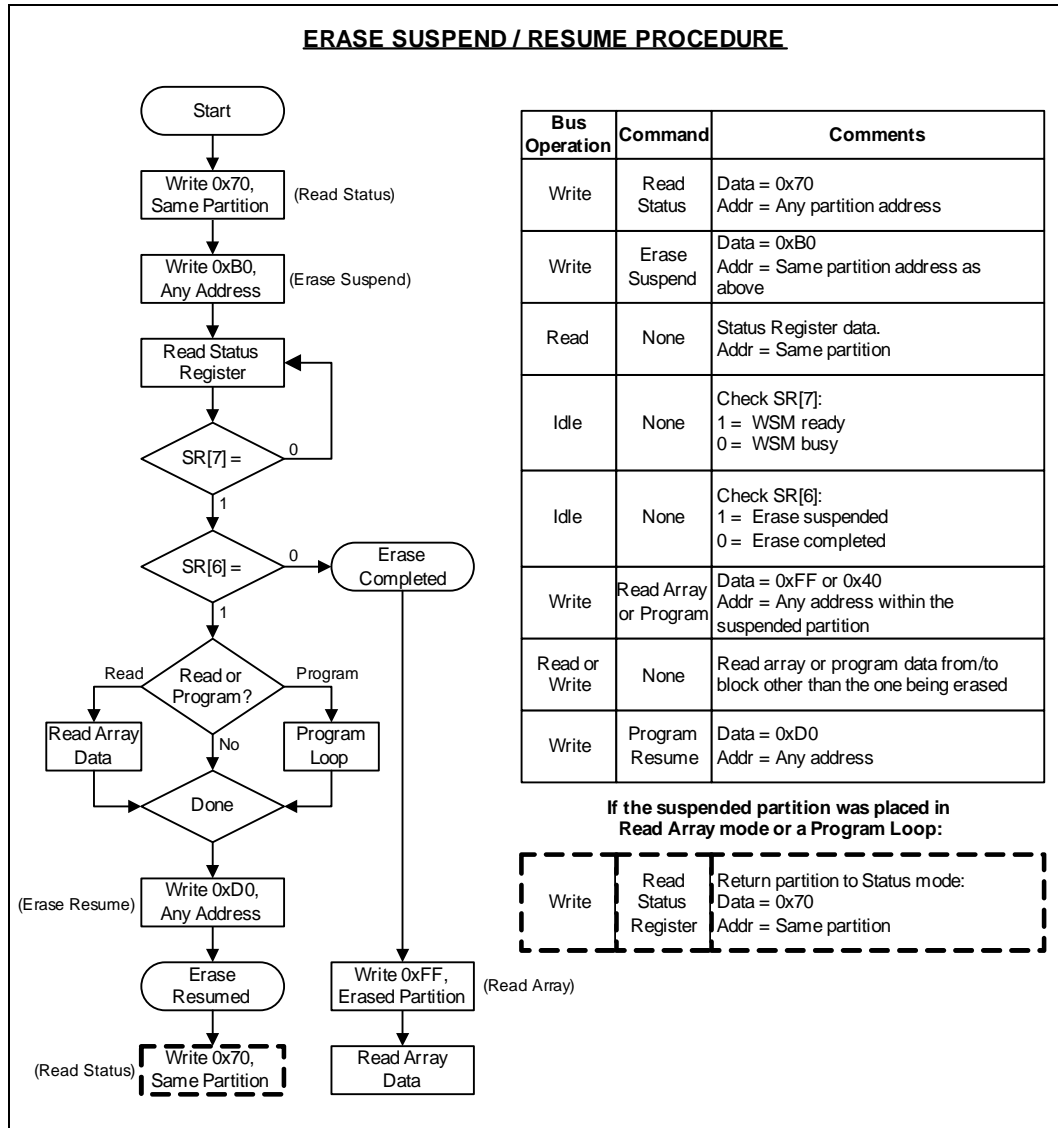 ERASE SUSPEND / RESUME PROCEDURE
Start
Write 0x70,
Same Partition
(Read Status)
Write 0xB0,
Any Address
(Erase Suspend)
Read Status
Register
SR[7] =
0
1
SR[6] =
0
Erase
Completed
1
Read
Read or
Program?
Program
Read Array
Data
No
Program
Loop
Done
(Erase Resume)
Write 0xD0,
Any Address
Erase
Resumed
(Read Status)
Write 0x70,
Same Partition
Write 0xFF,
Erased Partition
(Read Array)
Read Array
Data
Bus
Operation
Command
Comments
Write
Read
Status
Data = 0x70
Addr = Any partition address
Write
Erase
Suspend
Data = 0xB0
Addr = Same partition address as
above
Read
None
Status Register data.
Addr = Same partition
Idle
None
Check SR[7]:
1 = WSM ready
0 = WSM busy
Idle
None
Check SR[6]:
1 = Erase suspended
0 = Erase completed
Write
Read Array
or Program
Data = 0xFF or 0x40
Addr = Any address within the
suspended partition
Read or
Write
None
Read array or program data from/to
block other than the one being erased
Write
Program
Resume
Data = 0xD0
Addr = Any address
If the suspended partition was placed in
Read Array mode or a Program Loop:
Write
Read
Status
Register
Return partition to Status mode:
Data = 0x70
Addr = Same partition